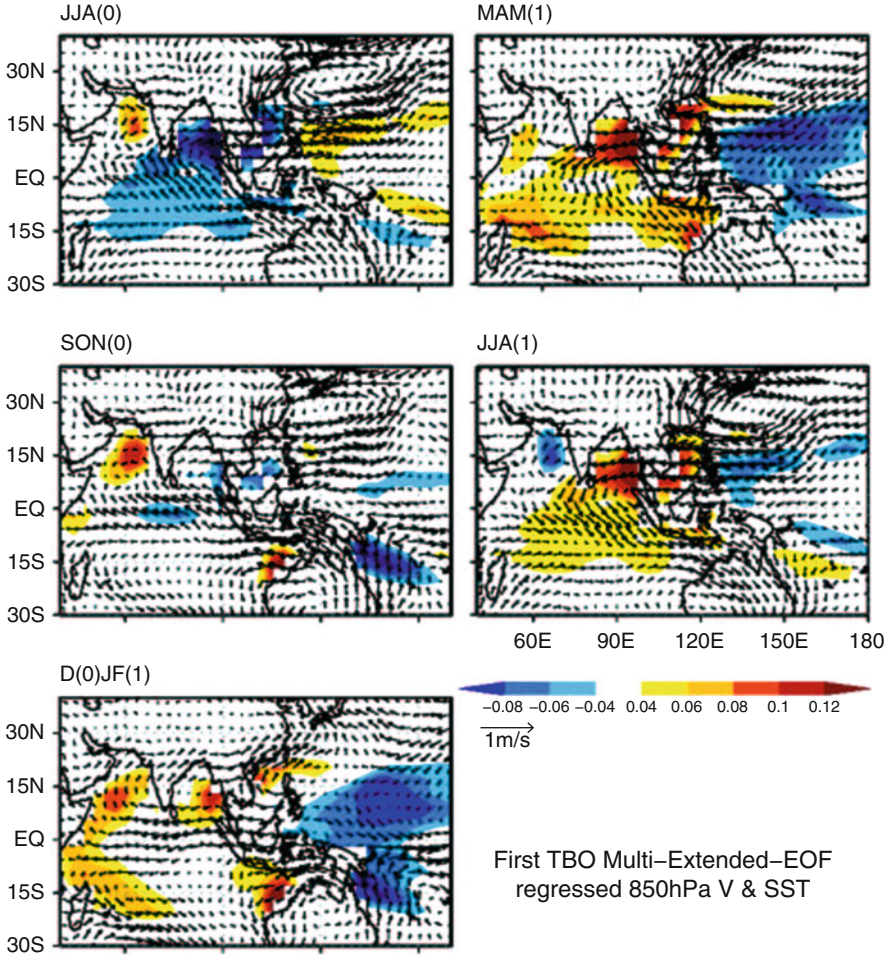 JJA(0)
30N
15N
EQ
15S
30S
MAM(1)
SON(0)
30N
15N
EQ
15S
30S
JJA(1)
60E 90E 120E 150E 180
D(0)JF(1)
30N
15N
EQ
15S
30S
−0.08 −0.06 −0.04 0.04 0.06 0.08 0.1 0.12
1m/s
First TBO Multi−Extended−EOF
regressed 850hPa V & SST